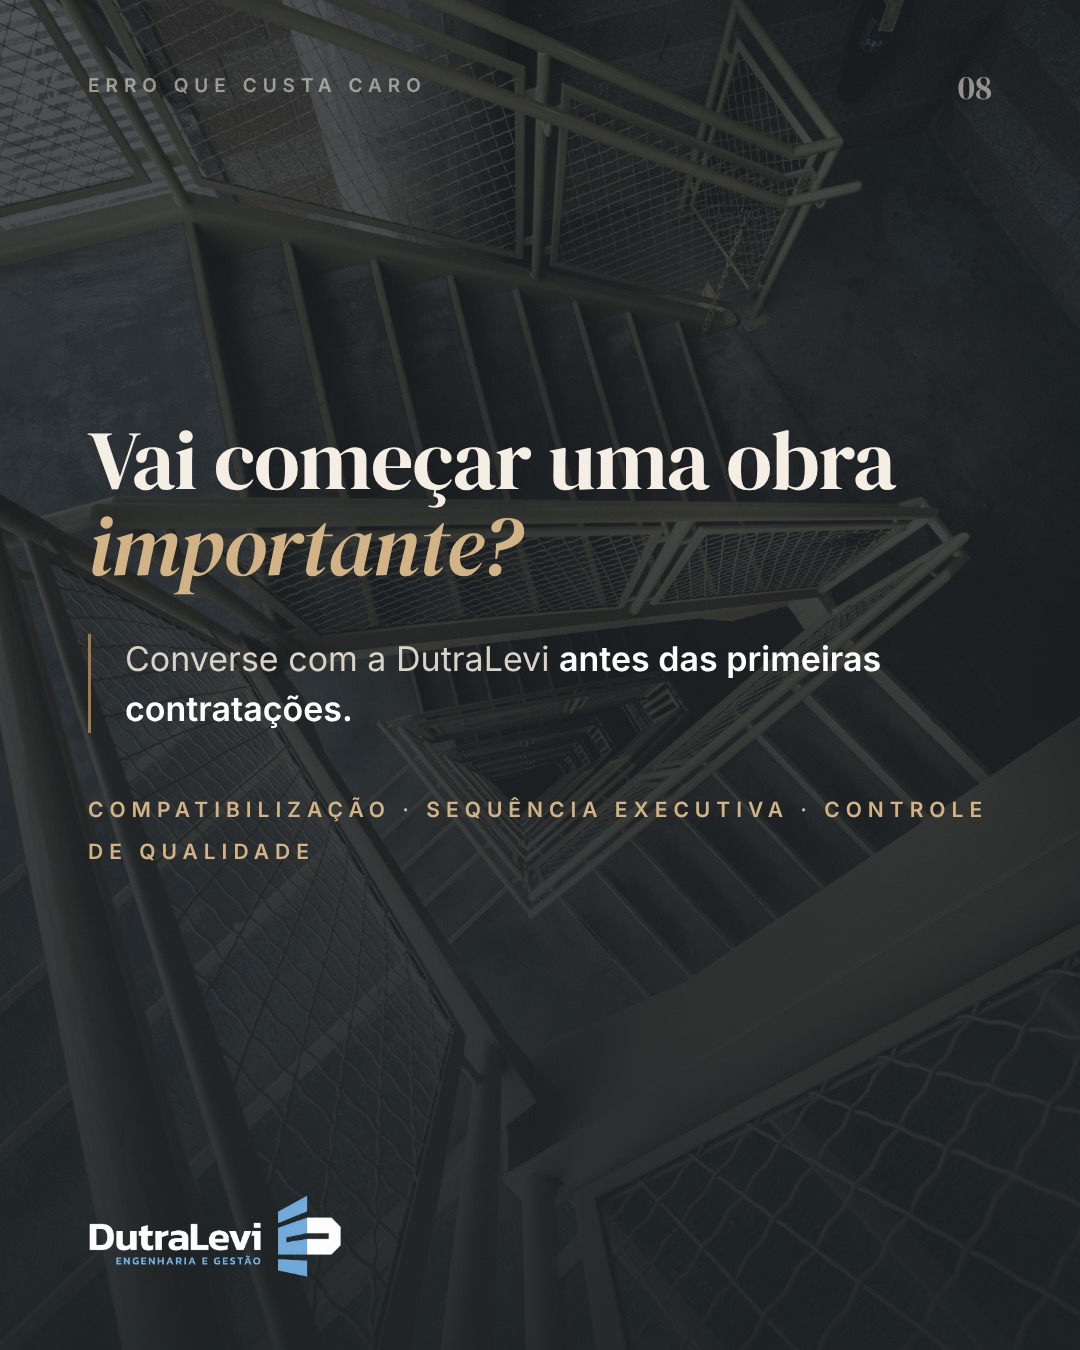 ERRO QUE CUSTA CARO
08
Vai começar uma obra
importante?
Converse com a DutraLevi antes das primeiras
contratações.
COMPATIBILIZAÇÃO · SEQUÊNCIA EXECUTIVA · CONTROLE
DE QUALIDADE
DutraLevi
ENGENHARIA E GESTÃO